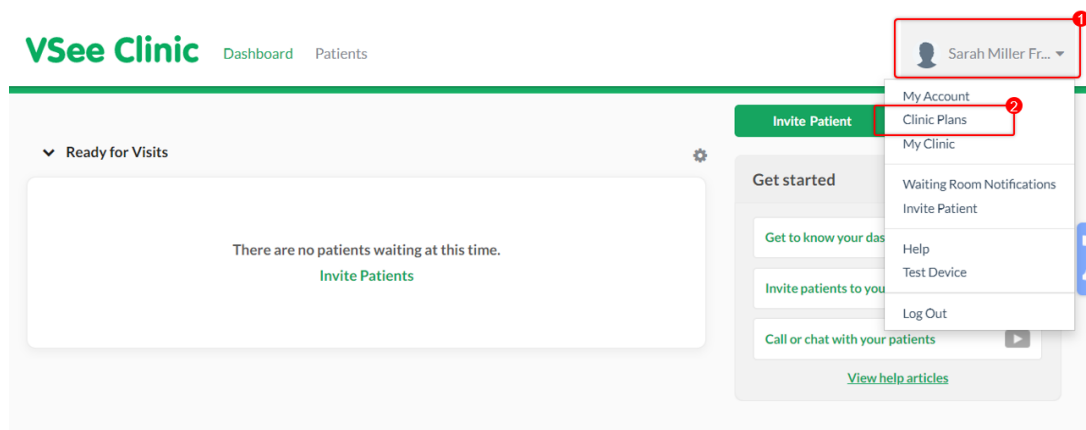 1
VSee Clinic
Dashboard
Patients
Sarah Miller Fr...
My Account
2
Clinic Plans
My Clinic
Waiting Room Notifications
Invite Patient
Help
Test Device
Log Out
Ready for Visits
There are no patients waiting at this time.
Invite Patients
Invite Patient
Get started
Get to know your das
Invite patients to you
Call or chat with your patients
View help articles